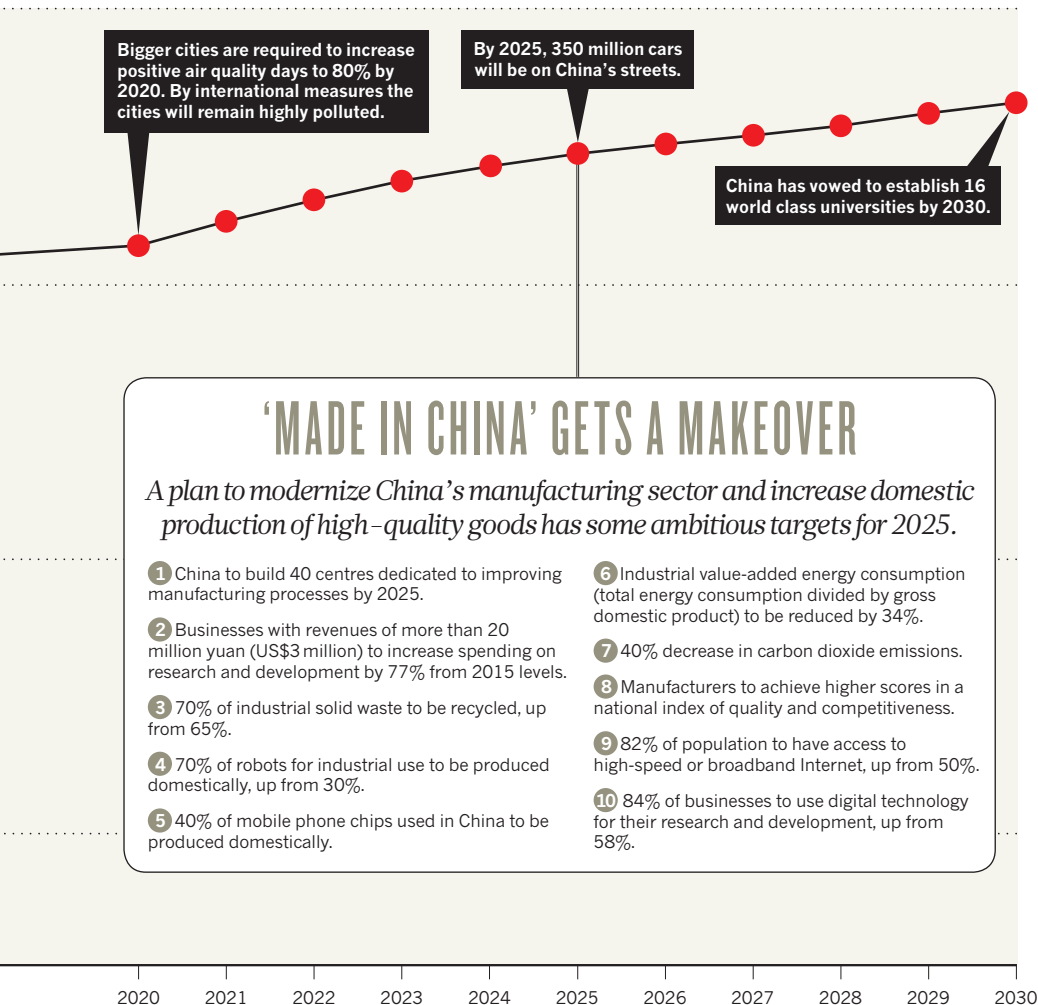 Bigger cities are required to increase
positive air quality days to 80% by
2020. By international measures the
cities will remain highly polluted.
By 2025, 350 million cars
will be on China's streets.
China has vowed to establish 16
world class universities by 2030.
‘MADE IN CHINA’ GETS A MAKEOVER
A plan to modernize China's manufacturing sector and increase domestic
production of high-quality goods has some ambitious targets for 2025.
1 China to build 40 centres dedicated to improving
manufacturing processes by 2025.
2 Businesses with revenues of more than 20
million yuan (US$3 million) to increase spending on
research and development by 77% from 2015 levels.
3 70% of industrial solid waste to be recycled, up
from 65%.
4 70% of robots for industrial use to be produced
domestically, up from 30%.
5 40% of mobile phone chips used in China to be
produced domestically.
6 Industrial value-added energy consumption
(total energy consumption divided by gross
domestic product) to be reduced by 34%.
7 40% decrease in carbon dioxide emissions.
8 Manufacturers to achieve higher scores in a
national index of quality and competitiveness.
9 82% of population to have access to
high-speed or broadband Internet, up from 50%.
10 84% of businesses to use digital technology
for their research and development, up from
58%.
2020 2021 2022 2023 2024 2025 2026 2027 2028 2029 2030